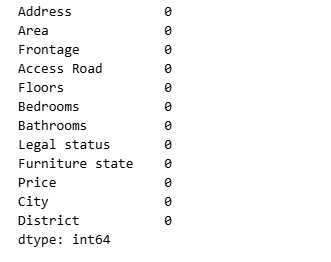 Address 0
Area 0
Frontage 0
Access Road 0
Floors 0
Bedrooms 0
Bathrooms 0
Legal status 0
Furniture state 0
Price 0
City 0
District 0
dtype: int64